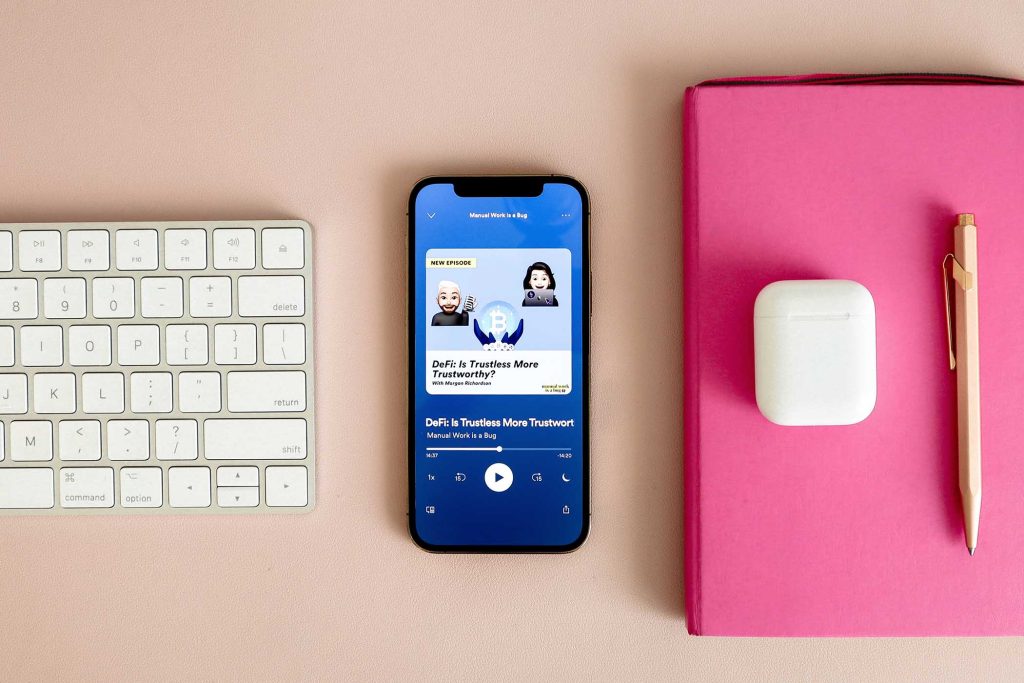 F8
F9
F10
F11
F12
*
8
(
9
)
0
-
+
=
delete
I
O
P
{
[
}
]
|
\
J
K
L
:
;
"
'
return
M
<
,
>
.
?
/
shift
⌘
command
⌥
option
Manual Work is a Bug
NEW EPISODE
DeFi: Is Trustless More
Trustworthy?
With Morgan Richardson
manual work
is a bug
DeFi: Is Trustless More Trustwort
Manual Work is a Bug
14:37
-14:20
1x
15
15